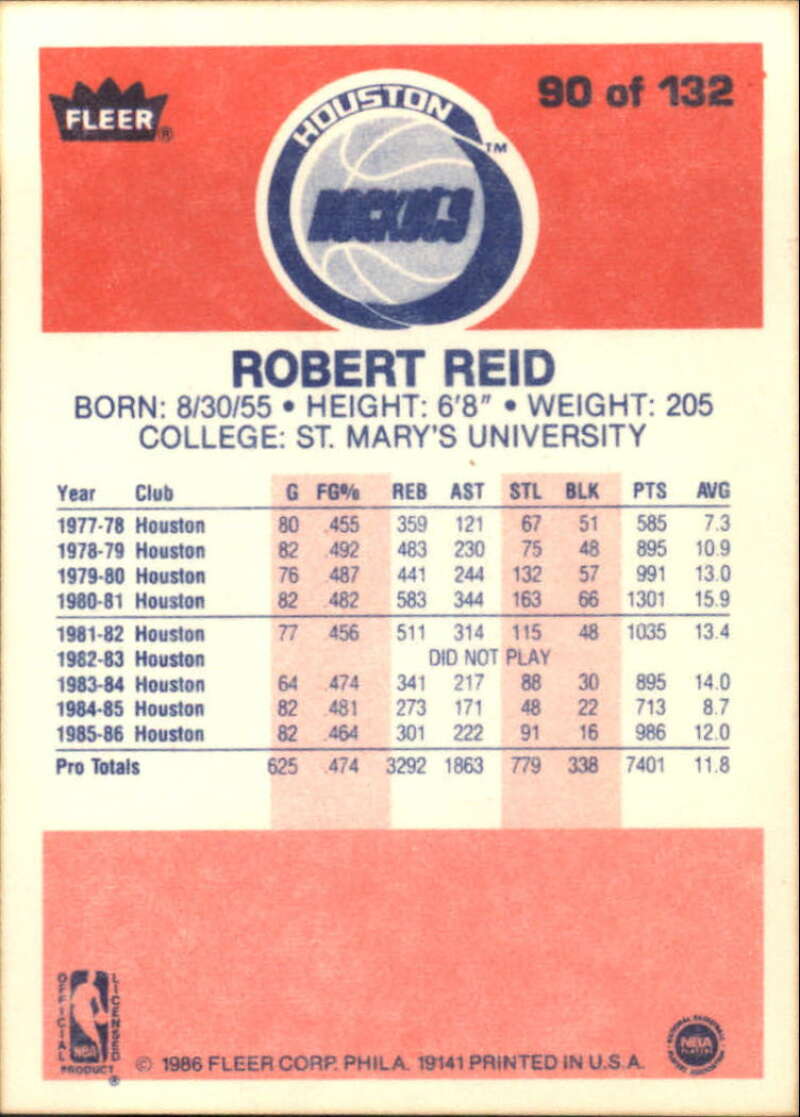 FLEER®
HOUSTON
ROCKETS
TM
90 of 132
ROBERT REID
BORN: 8/30/55 • HEIGHT: 6'8" • WEIGHT: 205
COLLEGE: ST. MARY'S UNIVERSITY
Year Club G FG% REB AST STL BLK PTS AVG
1977-78 Houston 80 .455 359 121 67 51 585 7.3
1978-79 Houston 82 .492 483 230 75 48 895 10.9
1979-80 Houston 76 .487 441 244 132 57 991 13.0
1980-81 Houston 82 .482 583 344 163 66 1301 15.9
1981-82 Houston 77 .456 511 314 115 48 1035 13.4
1982-83 Houston DID NOT PLAY
1983-84 Houston 64 .474 341 217 88 30 895 14.0
1984-85 Houston 82 .481 273 171 48 22 713 8.7
1985-86 Houston 82 .464 301 222 91 16 986 12.0
Pro Totals 625 .474 3292 1863 779 338 7401 11.8
OFFICIAL LICENSED
NBA
PRODUCT ®
© 1986 FLEER CORP. PHILA. 19141 PRINTED IN U.S.A.
NATIONAL BASKETBALL
PLAYERS ASSOCIATION